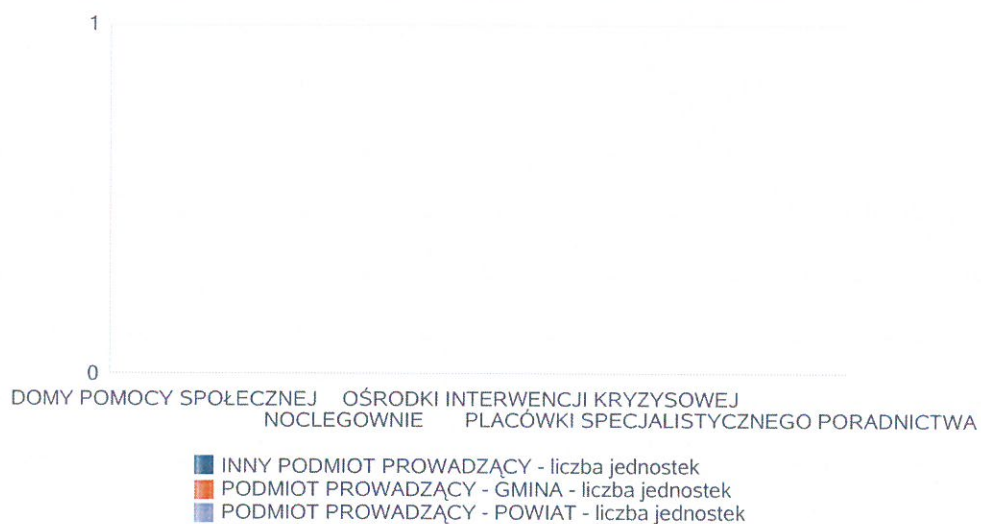 1
0
DOMY POMOCY SPOŁECZNEJ OŚRODKI INTERWENCJI KRYZYSOWEJ
NOCLEGOWNIE PLACÓWKI SPECJALISTYCZNEGO PORADNICTWA
INNY PODMIOT PROWADZĄCY - liczba jednostek
PODMIOT PROWADZĄCY - GMINA - liczba jednostek
PODMIOT PROWADZĄCY - POWIAT - liczba jednostek